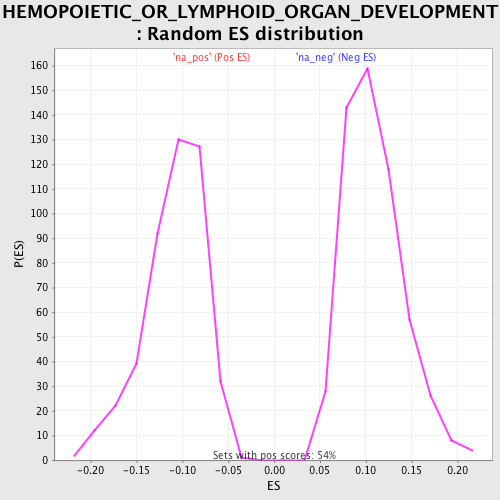 HEMOPOIETIC_OR_LYMPHOID_ORGAN_DEVELOPMENT
: Random ES distribution
'na_pos' (Pos ES)
'na_neg' (Neg ES)
160
150
140
130
120
110
100
90
80
70
60
50
40
30
20
10
0
P(ES)
Sets with pos scores: 54%
-0.20 -0.15 -0.10 -0.05 0.00 0.05 0.10 0.15 0.20
ES